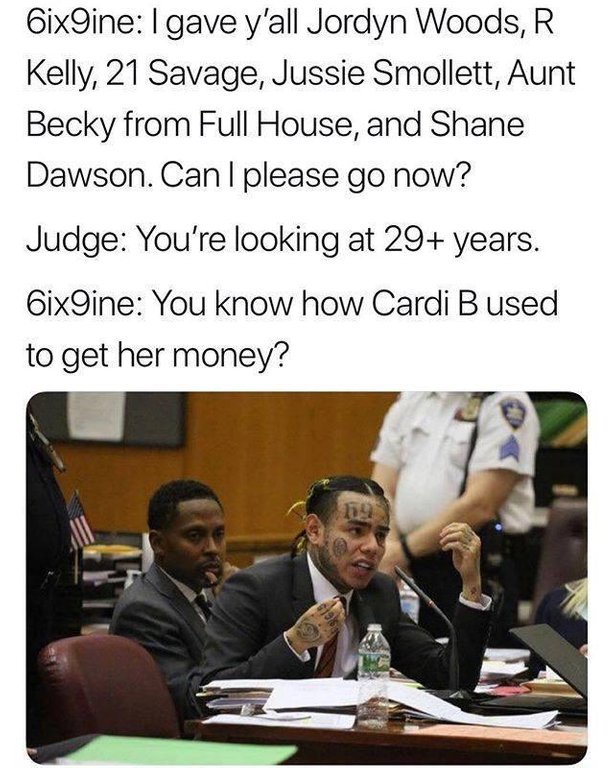 6ix9ine: I gave y’all Jordyn Woods, R
Kelly, 21 Savage, Jussie Smollett, Aunt
Becky from Full House, and Shane
Dawson. Can I please go now?
Judge: You’re looking at 29+ years.
6ix9ine: You know how Cardi B used
to get her money?
69